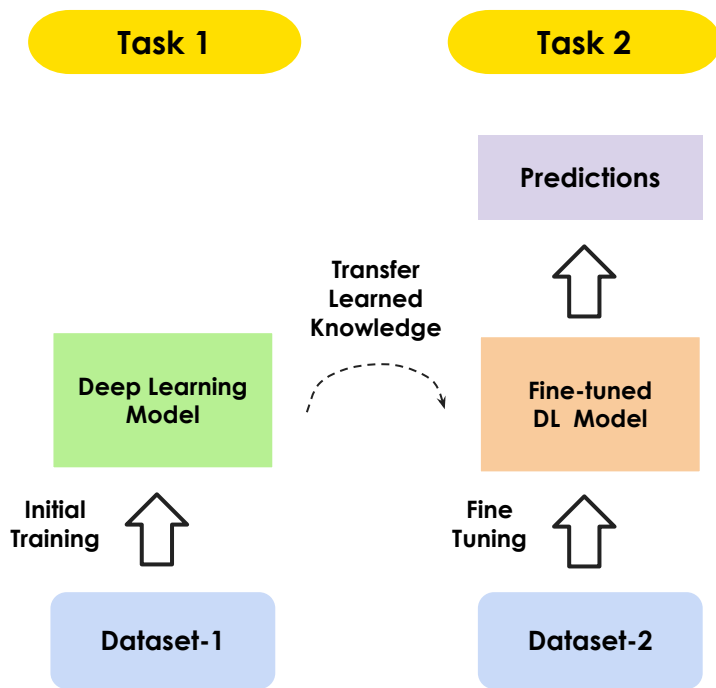 Task 1
Task 2
Predictions
Transfer
Learned
Knowledge
Deep Learning
Model
Fine-tuned
DL Model
Initial
Training
Fine
Tuning
Dataset-1
Dataset-2